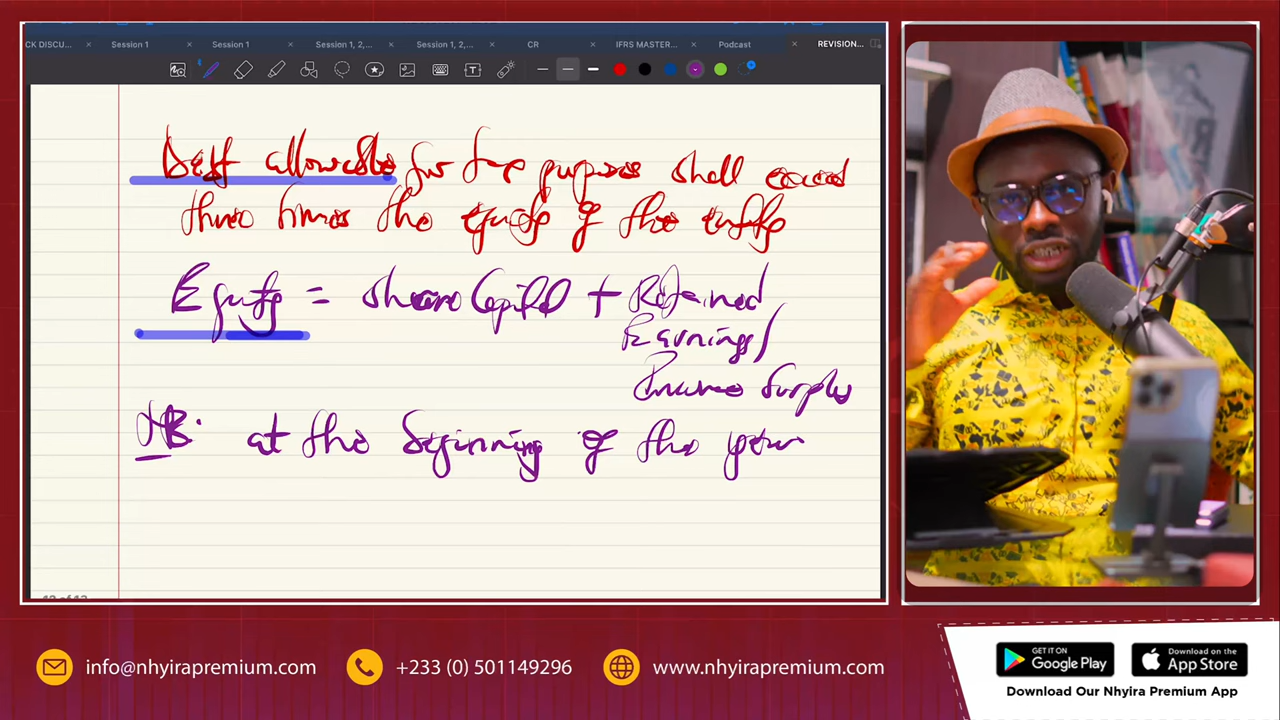 CK DISCU... Session 1 Session 1 Session 1, 2,... Session 1, 2,... CR IFRS MASTER... Podcast REVISION...
Debt allowable for tax purposes shall exceed
three times the equity of the entity
Equity = share Capital + Retained
Earnings/
Income Surplus
NB. at the beginning of the year
12 of 12
info@nhyirapremium.com
+233 (0) 501149296
www.nhyirapremium.com
GET IT ON
Google Play
Download on the
App Store
Download Our Nhyira Premium App